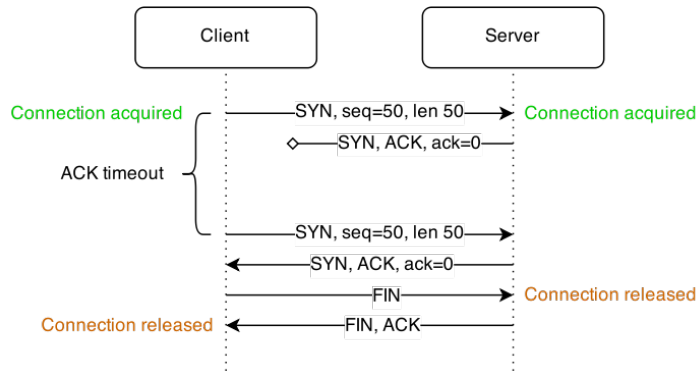 Client
Server
Connection acquired
SYN, seq=50, len 50
Connection acquired
SYN, ACK, ack=0
ACK timeout
SYN, seq=50, len 50
SYN, ACK, ack=0
FIN
Connection released
Connection released
FIN, ACK